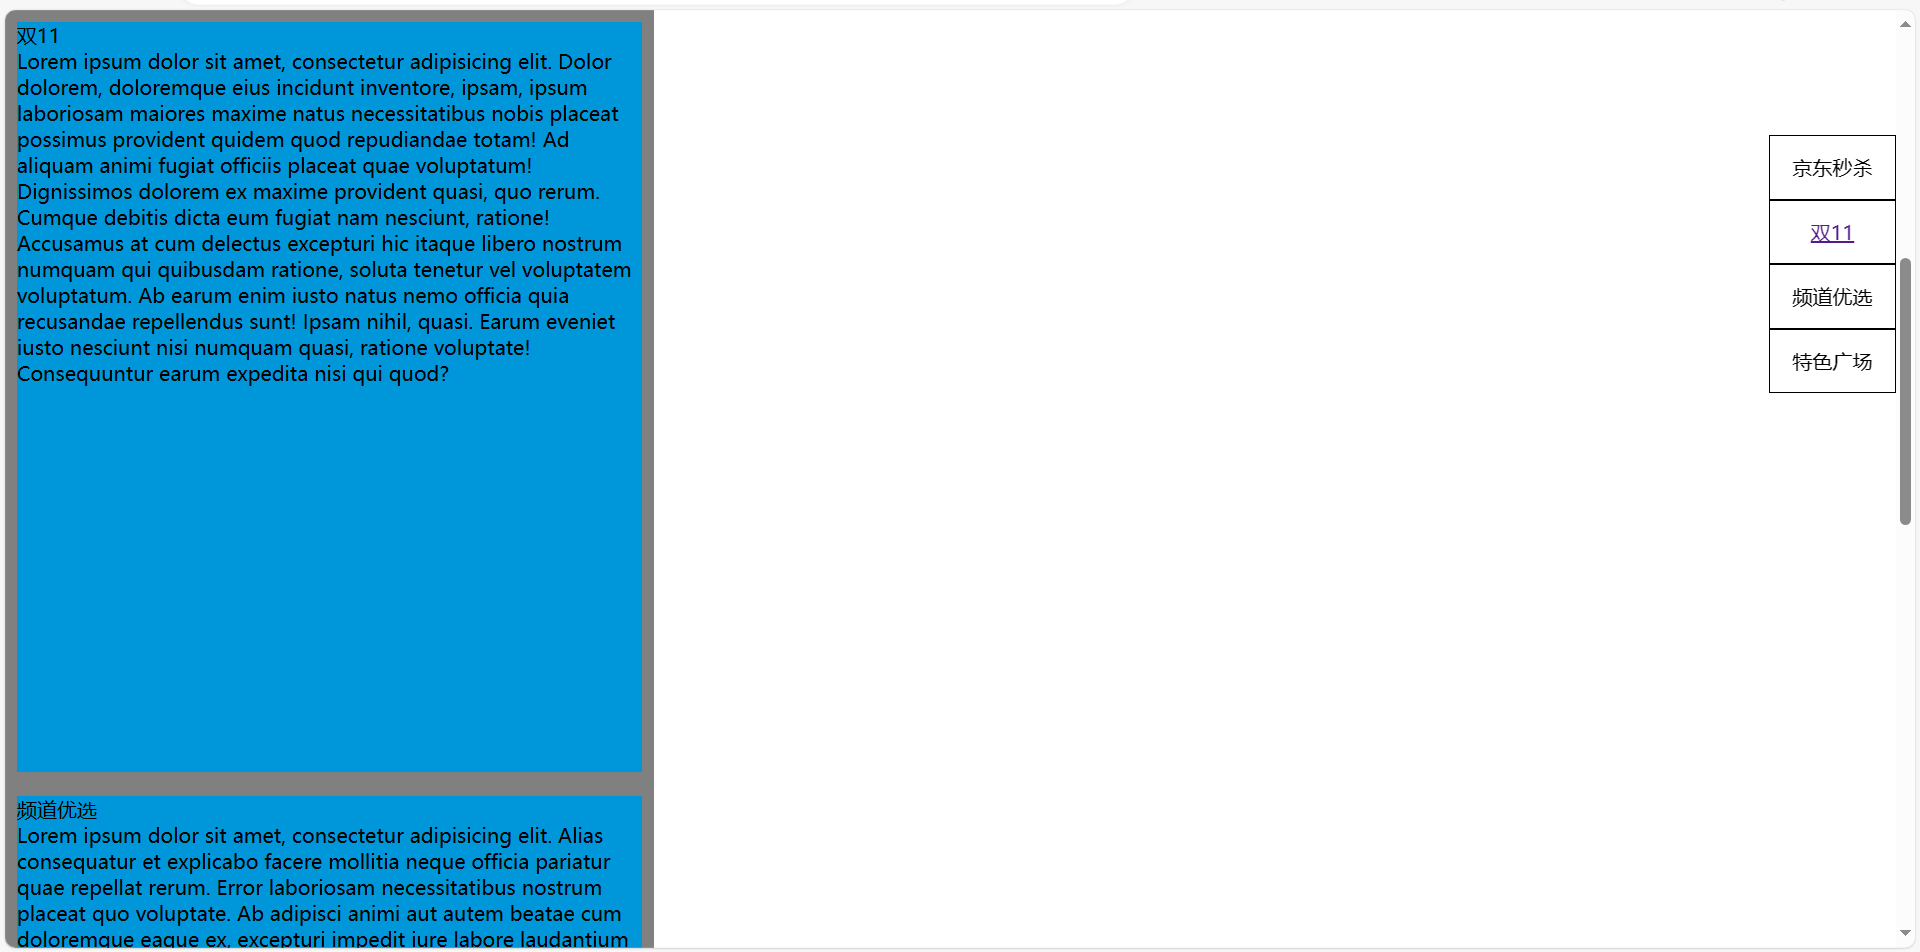 双11
Lorem ipsum dolor sit amet, consectetur adipisicing elit. Dolor
dolorem, doloremque eius incidunt inventore, ipsam, ipsum
laboriosam maiores maxime natus necessitatibus nobis placeat
possimus provident quidem quod repudiandae totam! Ad
aliquam animi fugiat officiis placeat quae voluptatum!
Dignissimos dolorem ex maxime provident quasi, quo rerum.
Cumque debitis dicta eum fugiat nam nesciunt, ratione!
Accusamus at cum delectus excepturi hic itaque libero nostrum
numquam qui quibusdam ratione, soluta tenetur vel voluptatem
voluptatum. Ab earum enim iusto natus nemo officia quia
recusandae repellendus sunt! Ipsam nihil, quasi. Earum eveniet
iusto nesciunt nisi numquam quasi, ratione voluptate!
Consequuntur earum expedita nisi qui quod?
频道优选
Lorem ipsum dolor sit amet, consectetur adipisicing elit. Alias
consequatur et explicabo facere mollitia neque officia pariatur
quae repellat rerum. Error laboriosam necessitatibus nostrum
placeat quo voluptate. Ab adipisci animi aut autem beatae cum
doloremque eaque ex, excepturi impedit iure labore laudantium
京东秒杀
双11
频道优选
特色广场